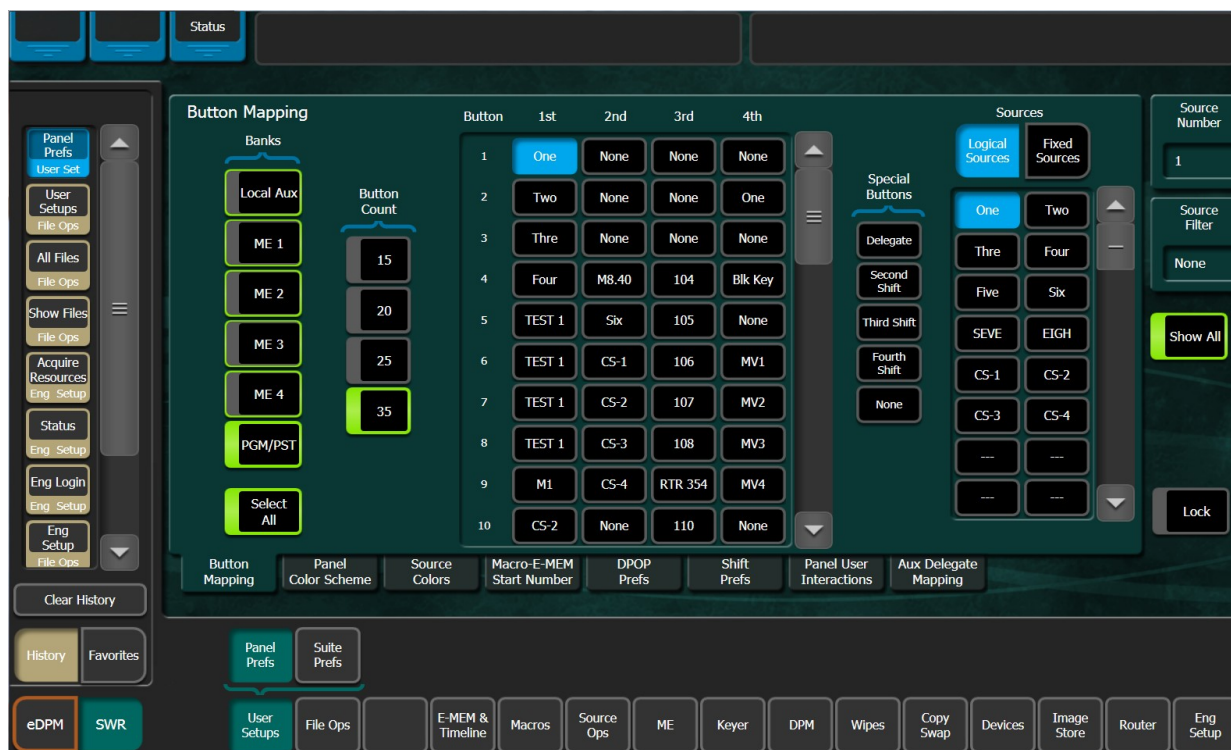 Status
Panel
Prefs
User Set
User
Setups
File Ops
All Files
File Ops
Show Files
File Ops
Acquire
Resources
Eng Setup
Status
Eng Setup
Eng Login
Eng Setup
Eng
Setup
File Ops
Clear History
History Favorites
eDPM SWR
Button Mapping
Banks
Local Aux
ME 1
ME 2
ME 3
ME 4
PGM/PST
Select
All
Button
Count
15
20
25
35
Button 1st 2nd 3rd 4th
1 One None None None
2 Two None None One
3 Thre None None None
4 Four M8.40 104 Blk Key
5 TEST 1 Six 105 None
6 TEST 1 CS-1 106 MV1
7 TEST 1 CS-2 107 MV2
8 TEST 1 CS-3 108 MV3
9 M1 CS-4 RTR 354 MV4
10 CS-2 None 110 None
Special
Buttons
Delegate
Second
Shift
Third Shift
Fourth
Shift
None
Sources
Logical
Sources
Fixed
Sources
One Two
Thre Four
Five Six
SEVE EIGH
CS-1 CS-2
CS-3 CS-4
--- ---
--- ---
Source
Number
1
Source
Filter
None
Show All
Lock
Button
Mapping
Panel
Color Scheme
Source
Colors
Macro-E-MEM
Start Number
DPOP
Prefs
Shift
Prefs
Panel User
Interactions
Aux Delegate
Mapping
Panel
Prefs
Suite
Prefs
User
Setups
File Ops
E-MEM &
Timeline
Macros
Source
Ops
ME
Keyer
DPM
Wipes
Copy
Swap
Devices
Image
Store
Router
Eng
Setup